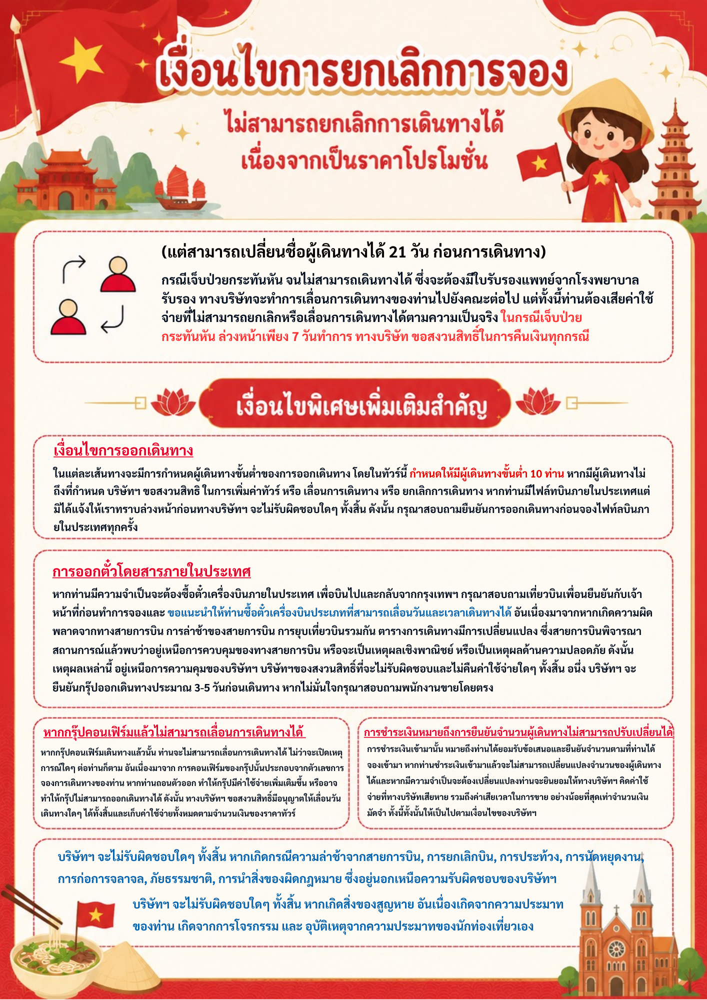 เงื่อนไขการยกเลิกการจอง
ไม่สามารถยกเลิกการเดินทางได้
เนื่องจากเป็นราคาโปรโมชั่น
(แต่สามารถเปลี่ยนชื่อผู้เดินทางได้ 21 วัน ก่อนการเดินทาง)
กรณีเจ็บป่วยกระทันหัน จนไม่สามารถเดินทางได้ ซึ่งจะต้องมีใบรับรองแพทย์จากโรงพยาบาล
รับรอง ทางบริษัทจะทำการเลื่อนการเดินทางของท่านไปยังคณะต่อไป แต่ทั้งนี้ท่านต้องเสียค่าใช้
จ่ายที่ไม่สามารถยกเลิกหรือเลื่อนการเดินทางได้ตามความเป็นจริง ในกรณีเจ็บป่วย
กระทันหัน ล่วงหน้าเพียง 7 วันทำการ ทางบริษัท ขอสงวนสิทธิ์ในการคืนเงินทุกกรณี
เงื่อนไขพิเศษเพิ่มเติมสำคัญ
เงื่อนไขการออกเดินทาง
ในแต่ละเส้นทางจะมีการกำหนดผู้เดินทางขั้นต่ำของการออกเดินทาง โดยในทัวร์นี้ กำหนดให้มีผู้เดินทางขั้นต่ำ 10 ท่าน หากมีผู้เดินทางไม่
ถึงที่กำหนด บริษัทฯ ขอสงวนสิทธิ ในการเพิ่มค่าทัวร์ หรือ เลื่อนการเดินทาง หรือ ยกเลิกการเดินทาง หากท่านมีไฟล์ทบินภายในประเทศแต่
มิได้แจ้งให้เราทราบล่วงหน้าก่อนทางบริษัทฯ จะไม่รับผิดชอบใดๆ ทั้งสิ้น ดังนั้น กรุณาสอบถามยืนยันการออกเดินทางก่อนจองไฟท์ลบินภา
ยในประเทศทุกครั้ง
การออกตั๋วโดยสารภายในประเทศ
หากท่านมีความจำเป็นจะต้องซื้อตั๋วเครื่องบินภายในประเทศ เพื่อบินไปและกลับจากกรุงเทพฯ กรุณาสอบถามเที่ยวบินเพื่อนยืนยันกับเจ้า
หน้าที่ก่อนทำการจองและ ขอแนะนำให้ท่านซื้อตั๋วเครื่องบินประเภทที่สามารถเลื่อนวันและเวลาเดินทางได้ อันเนื่องมาจากหากเกิดความผิด
พลาดจากทางสายการบิน การล่าช้าของสายการบิน การยุบเที่ยวบินรวมกัน ตารางการเดินทางมีการเปลี่ยนแปลง ซึ่งสายการบินพิจารณา
สถานการณ์แล้วพบว่าอยู่เหนือการควบคุมของทางสายการบิน หรือจะเป็นเหตุผลเชิงพาณิชย์ หรือเป็นเหตุผลด้านความปลอดภัย ดังนั้น
เหตุผลเหล่านี้ อยู่เหนือการความคุมของบริษัทฯ บริษัทฯของสงวนสิทธิ์ที่จะไม่รับผิดชอบและไม่คืนค่าใช้จ่ายใดๆ ทั้งสิ้น อนึ่ง บริษัทฯ จะ
ยืนยันกรุ๊ปออกเดินทางประมาณ 3-5 วันก่อนเดินทาง หากไม่มั่นใจกรุณาสอบถามพนักงานขายโดยตรง
หากกรุ๊ปคอนเฟิร์มแล้วไม่สามารถเลื่อนการเดินทางได้
หากกรุ๊ปคอนเฟิร์มเดินทางแล้วนั้น ท่านจะไม่สามารถเลื่อนการเดินทางได้ ไม่ว่าจะเปิดเหตุ
การณ์ใดๆ ต่อท่านก็ตาม อันเนื่องมาจาก การคอนเฟิร์มของกรุ๊ปนั้นประกอบจากตัวเลขการ
จองการเดินทางของท่าน หากท่านถอนตัวออก ทำให้กรุ๊ปมีค่าใช้จ่ายเพิ่มเติมขึ้น หรืออาจ
ทำให้กรุ๊ปไม่สามารถออกเดินทางได้ ดังนั้น ทางบริษัทฯ ขอสงวนสิทธิ์มีอนุญาตให้เลื่อนวัน
เดินทางใดๆ ได้ทั้งสิ้นและเก็บค่าใช้จ่ายทั้งหมดตามจำนวนเงินของราคาทัวร์
การชำระเงินหมายถึงการยืนยันจำนวนผู้เดินทางไม่สามารถปรับเปลี่ยนได้
การชำระเงินเข้ามานั้น หมายถึงท่านได้ยอมรับข้อเสนอและยืนยันจำนวนตามที่ท่านได้
จองเข้ามา หากท่านชำระเงินเข้ามาแล้วจะไม่สามารถเปลี่ยนแปลงจำนวนของผู้เดินทาง
ได้และหากมีความจำเป็นจะต้องเปลี่ยนแปลงท่านจะยินยอมให้ทางบริษัทฯ คิดค่าใช้
จ่ายที่ทางบริษัทเสียหาย รวมถึงค่าเสียเวลาในการขาย อย่างน้อยที่สุดเท่าจำนวนเงิน
มัดจำ ทั้งนี้ทั้งนั้นให้เป็นไปตามเงื่อนไขของบริษัทฯ
บริษัทฯ จะไม่รับผิดชอบใดๆ ทั้งสิ้น หากเกิดกรณีความล่าช้าจากสายการบิน, การยกเลิกบิน, การประท้วง, การนัดหยุดงาน,
การก่อการจลาจล, ภัยธรรมชาติ, การนำสิ่งของผิดกฎหมาย ซึ่งอยู่นอกเหนือความรับผิดชอบของบริษัทฯ
บริษัทฯ จะไม่รับผิดชอบใดๆ ทั้งสิ้น หากเกิดสิ่งของสูญหาย อันเนื่องเกิดจากความประมาท
ของท่าน เกิดจากการโจรกรรม และ อุบัติเหตุจากความประมาทของนักท่องเที่ยวเอง